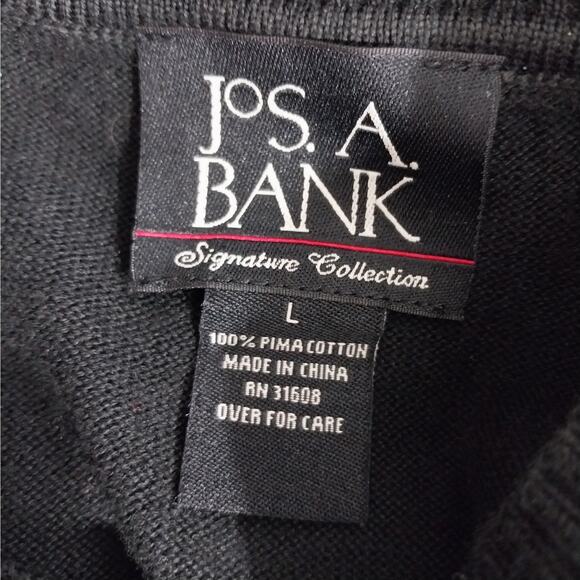 JOS. A.
BANK
Signature Collection
L
100% PIMA COTTON
MADE IN CHINA
RN 31608
OVER FOR CARE